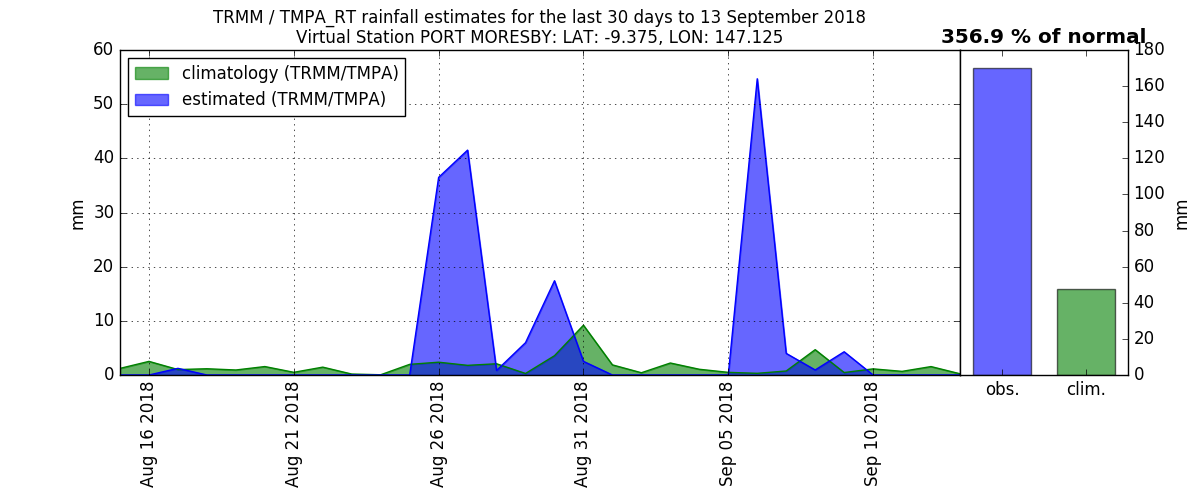 TRMM / TMPA_RT rainfall estimates for the last 30 days to 13 September 2018
Virtual Station PORT MORESBY: LAT: -9.375, LON: 147.125
356.9 % of normal
climatology (TRMM/TMPA)
estimated (TRMM/TMPA)
60
50
40
30
20
10
0
mm
Aug 16 2018
Aug 21 2018
Aug 26 2018
Aug 31 2018
Sep 05 2018
Sep 10 2018
obs.
clim.
180
160
140
120
100
80
60
40
20
0
mm